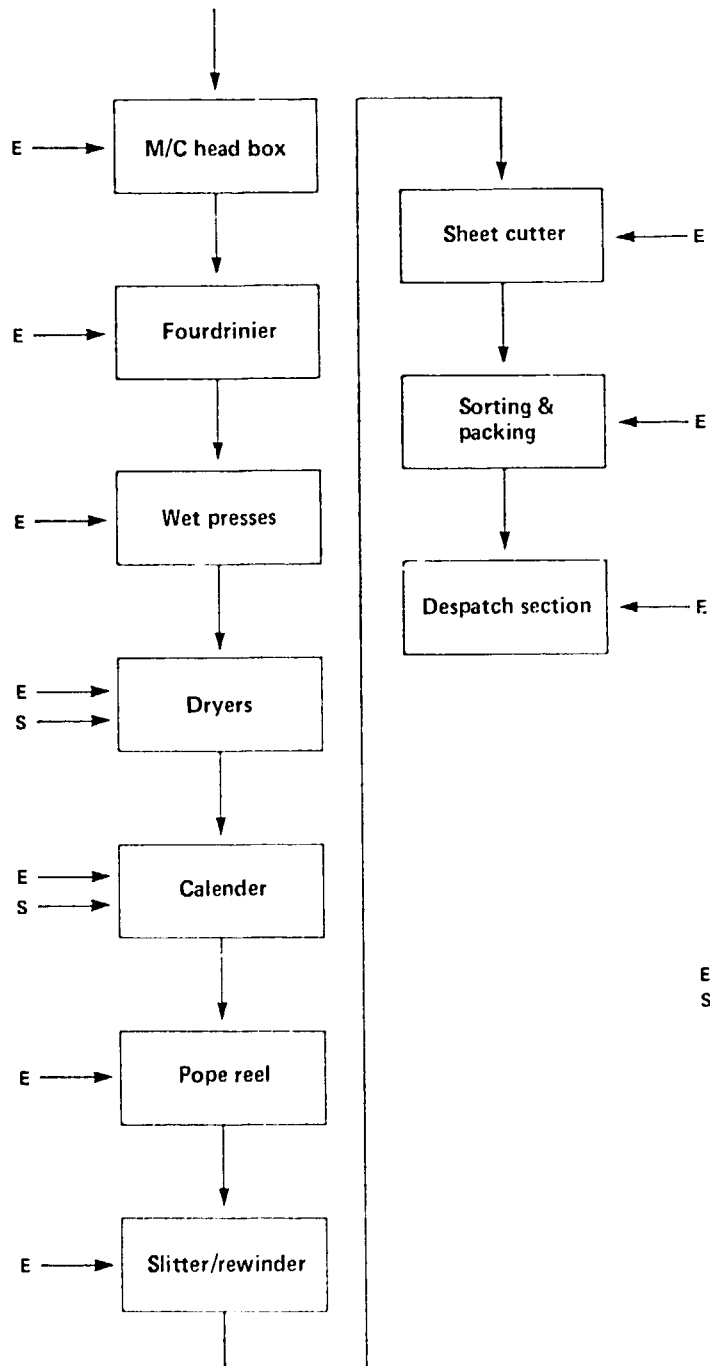 E
M/C head box
E
Fourdrinier
E
Wet presses
E
S
Dryers
E
S
Calender
E
Pope reel
E
Slitter/rewinder
Sheet cutter
E
Sorting &
packing
E
Despatch section
E
E
S